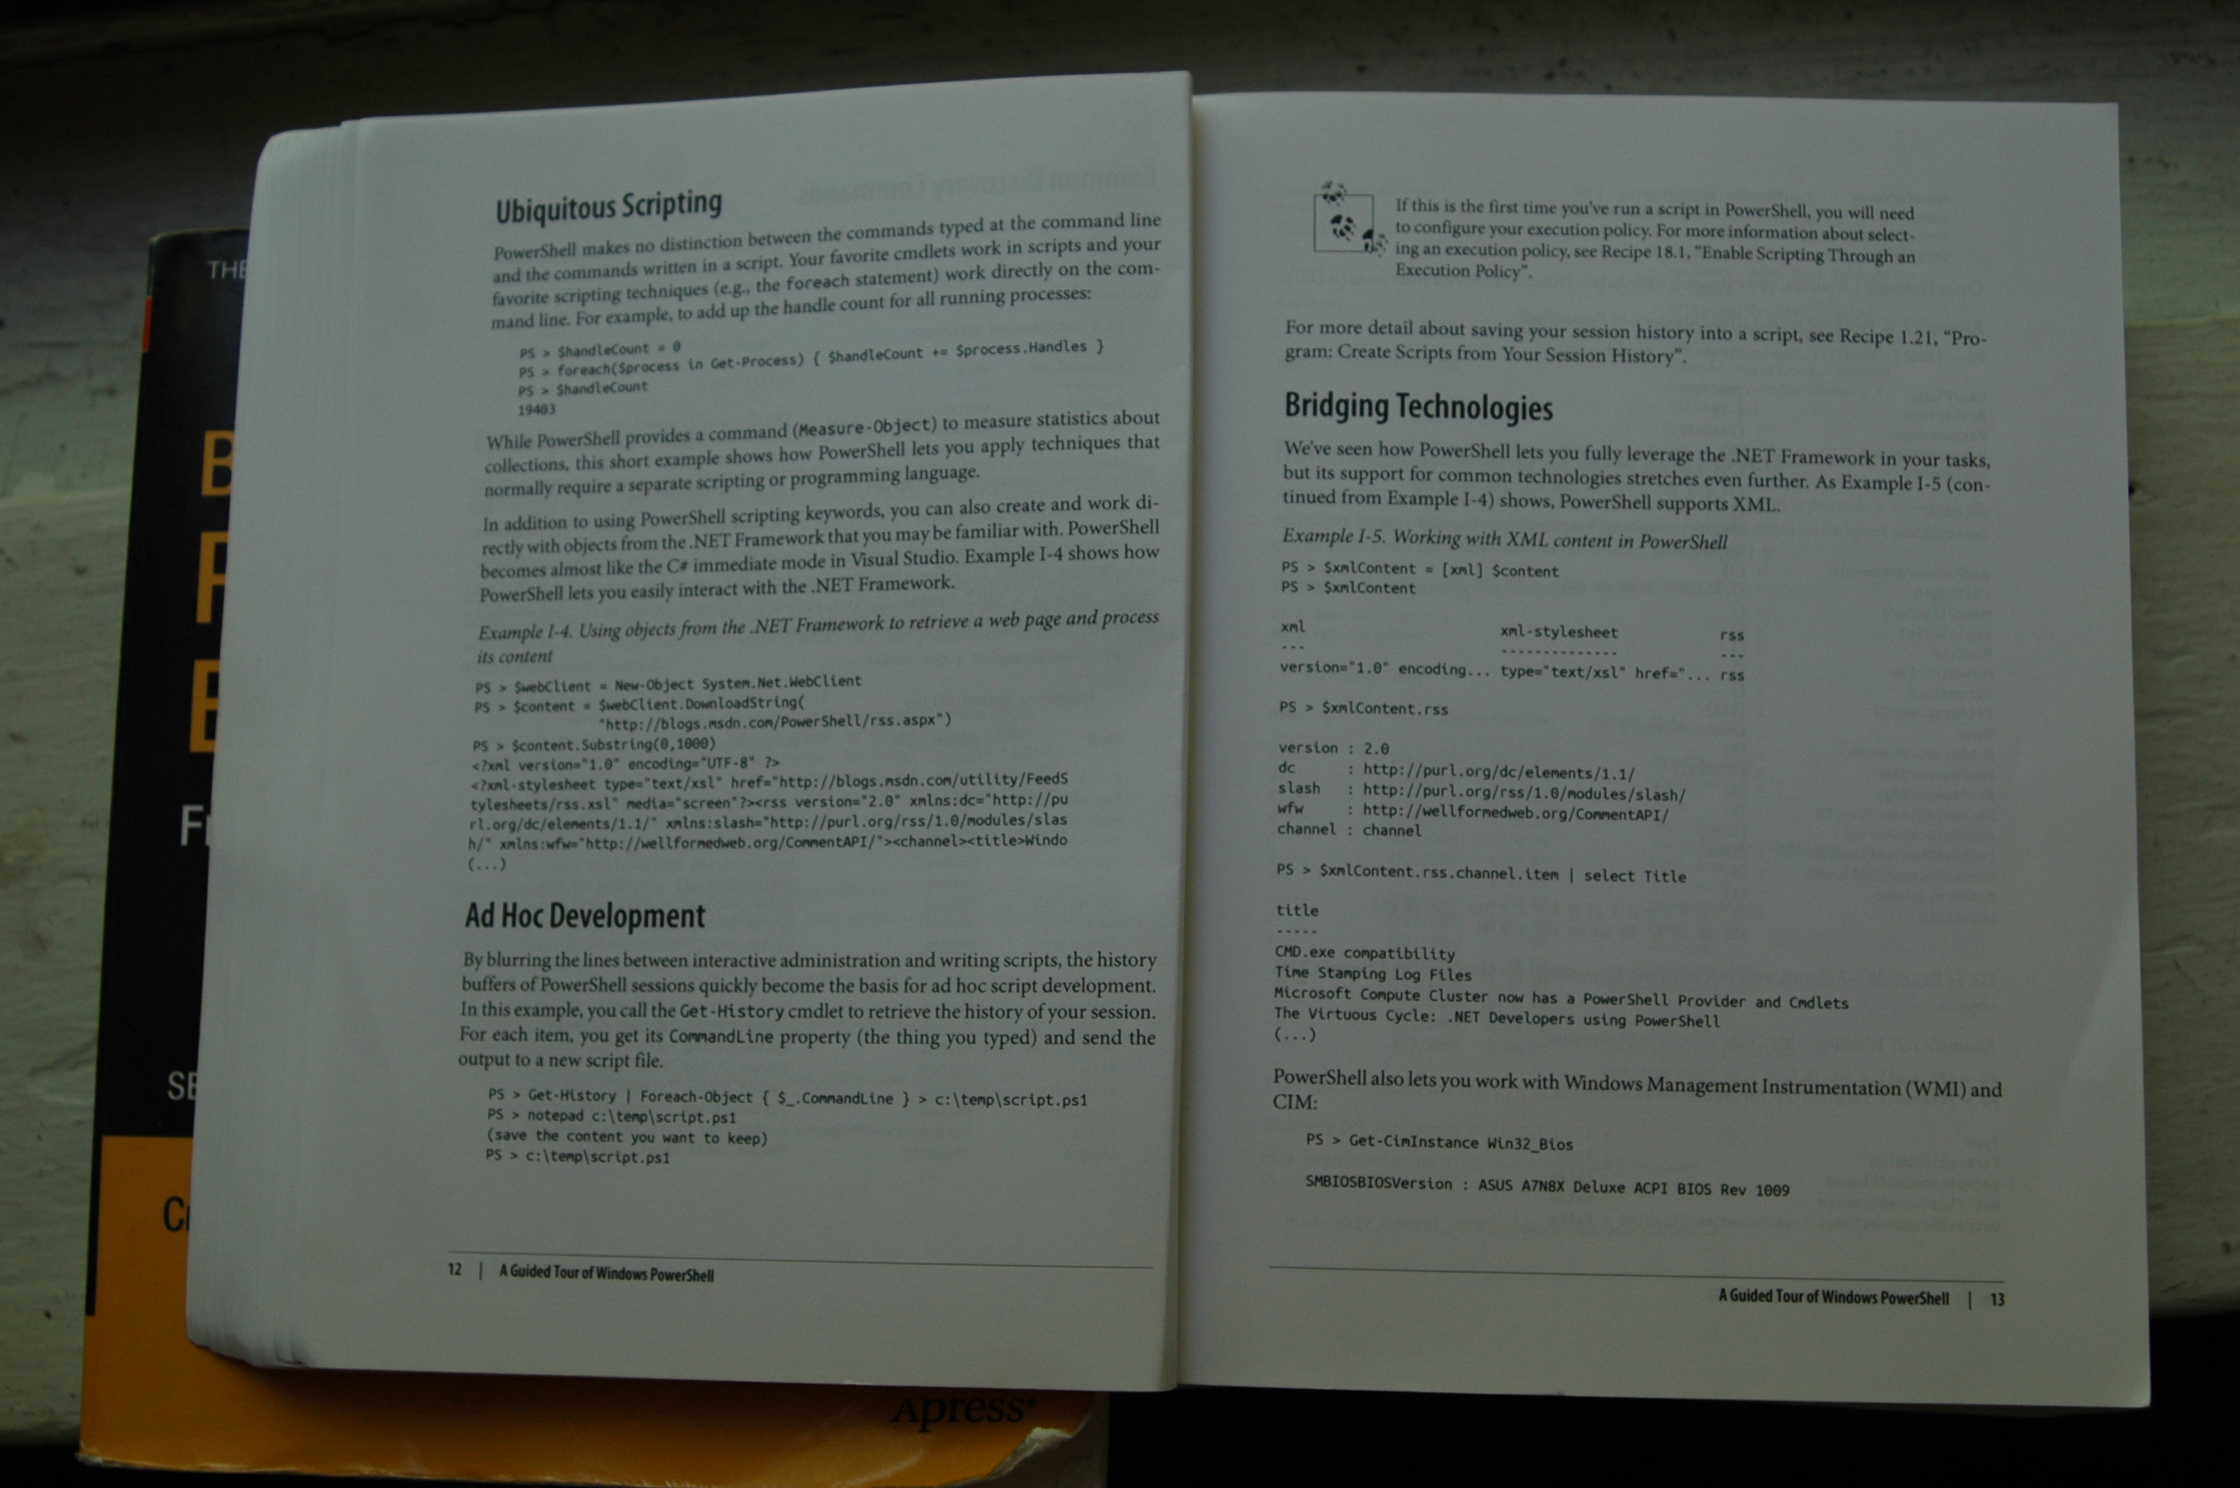 Ubiquitous Scripting
PowerShell makes no distinction between the commands typed at the command line
and the commands written in a script. Your favorite cmdlets work in scripts and your
favorite scripting techniques (e.g., the foreach statement) work directly on the com-
mand line. For example, to add up the handle count for all running processes:
PS > $handleCount = 0
PS > foreach($process in Get-Process) { $handleCount += $process.Handles }
PS > $handleCount
19403
While PowerShell provides a command (Measure-Object) to measure statistics about
collections, this short example shows how PowerShell lets you apply techniques that
normally require a separate scripting or programming language.
In addition to using PowerShell scripting keywords, you can also create and work di-
rectly with objects from the .NET Framework that you may be familiar with. PowerShell
becomes almost like the C# immediate mode in Visual Studio. Example I-4 shows how
PowerShell lets you easily interact with the .NET Framework.
Example I-4. Using objects from the .NET Framework to retrieve a web page and process
its content
PS > $webClient = New-Object System.Net.WebClient
PS > $content = $webClient.DownloadString(
"http://blogs.msdn.com/PowerShell/rss.aspx")
PS > $content.Substring(0,1000)
<?xml version="1.0" encoding="UTF-8" ?>
<?xml-stylesheet type="text/xsl" href="http://blogs.msdn.com/utility/FeedS
tylesheets/rss.xsl" media="screen"?><rss version="2.0" xmlns:dc="http://pu
rl.org/dc/elements/1.1/" xmlns:slash="http://purl.org/rss/1.0/modules/slas
h/" xmlns:wfw="http://wellformedweb.org/CommentAPI/"><channel><title>Windo
(...)
Ad Hoc Development
By blurring the lines between interactive administration and writing scripts, the history
buffers of PowerShell sessions quickly become the basis for ad hoc script development.
In this example, you call the Get-History cmdlet to retrieve the history of your session.
For each item, you get its CommandLine property (the thing you typed) and send the
output to a new script file.
PS > Get-History | Foreach-Object { $_.CommandLine } > c:\temp\script.ps1
PS > notepad c:\temp\script.ps1
(save the content you want to keep)
PS > c:\temp\script.ps1
12 | A Guided Tour of Windows PowerShell
If this is the first time you've run a script in PowerShell, you will need
to configure your execution policy. For more information about select-
ing an execution policy, see Recipe 18.1, "Enable Scripting Through an
Execution Policy".
For more detail about saving your session history into a script, see Recipe 1.21, "Pro-
gram: Create Scripts from Your Session History".
Bridging Technologies
We've seen how PowerShell lets you fully leverage the .NET Framework in your tasks,
but its support for common technologies stretches even further. As Example I-5 (con-
tinued from Example I-4) shows, PowerShell supports XML.
Example I-5. Working with XML content in PowerShell
PS > $xmlContent = [xml] $content
PS > $xmlContent
xml xml-stylesheet rss
--- -------------- ---
version="1.0" encoding... type="text/xsl" href="... rss
PS > $xmlContent.rss
version : 2.0
dc : http://purl.org/dc/elements/1.1/
slash : http://purl.org/rss/1.0/modules/slash/
wfw : http://wellformedweb.org/CommentAPI/
channel : channel
PS > $xmlContent.rss.channel.item | select Title
title
-----
CMD.exe compatibility
Time Stamping Log Files
Microsoft Compute Cluster now has a PowerShell Provider and Cmdlets
The Virtuous Cycle: .NET Developers using PowerShell
(...)
PowerShell also lets you work with Windows Management Instrumentation (WMI) and
CIM:
PS > Get-CimInstance Win32_Bios
SMBIOSBIOSVersion : ASUS A7N8X Deluxe ACPI BIOS Rev 1009
A Guided Tour of Windows PowerShell | 13
THE
B
F
SE
Apress®